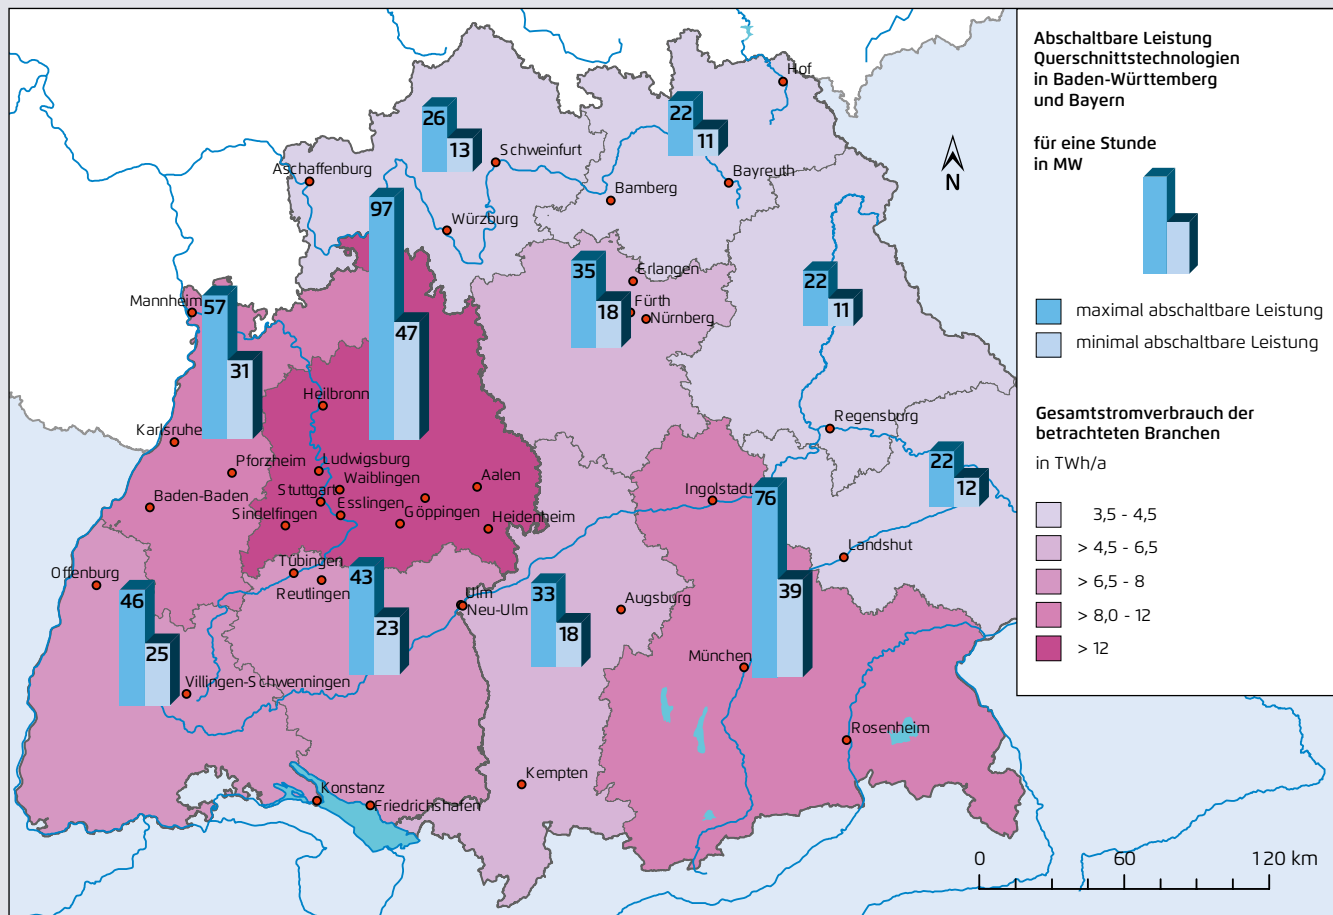 Abschaltbare Leistung
Querschnittstechnologien
in Baden-Württemberg
und Bayern
für eine Stunde
in MW
maximal abschaltbare Leistung
minimal abschaltbare Leistung
Gesamtstromverbrauch der
betrachteten Branchen
in TWh/a
3,5 - 4,5
> 4,5 - 6,5
> 6,5 - 8
> 8,0 - 12
> 12
N
Hof
26
13
22
11
Schweinfurt
Aschaffenburg
Bamberg
Bayreuth
Würzburg
97
47
Mannheim
57
31
35
18
Erlangen
Fürth
Nürnberg
22
11
Heilbronn
Karlsruhe
Regensburg
Pforzheim
Ludwigsburg
Waiblingen
Aalen
22
12
Baden-Baden
Stuttgart
Esslingen
Göppingen
Sindelfingen
Heidenheim
Ingolstadt
76
39
Landshut
Offenburg
Tübingen
Reutlingen
43
23
Ulm
Neu-Ulm
33
18
Augsburg
46
25
München
Villingen-Schwenningen
Rosenheim
Kempten
Konstanz
Friedrichshafen
0
60
120 km